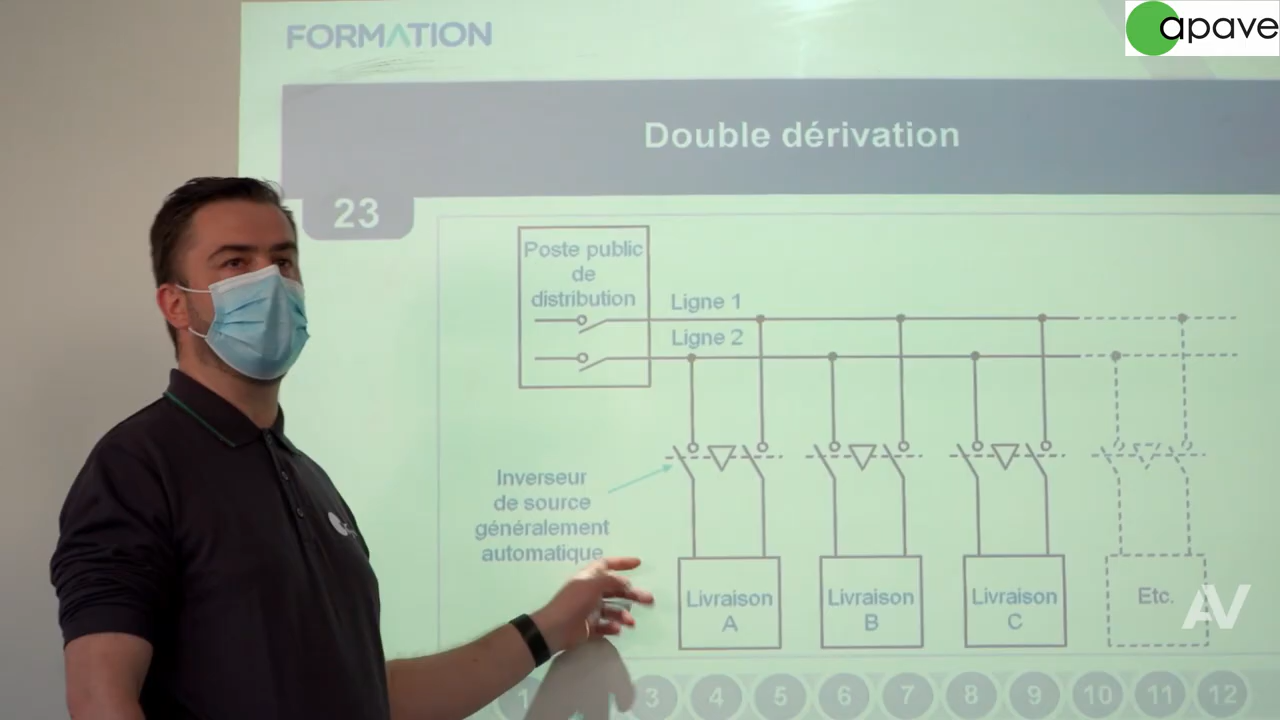 FORMATION
apave
Double dérivation
23
Poste public
de
distribution
Ligne 1
Ligne 2
Inverseur
de source
généralement
automatique
Livraison
A
Livraison
B
Livraison
C
Etc.
AV
1 3 4 5 6 7 8 9 10 11 12